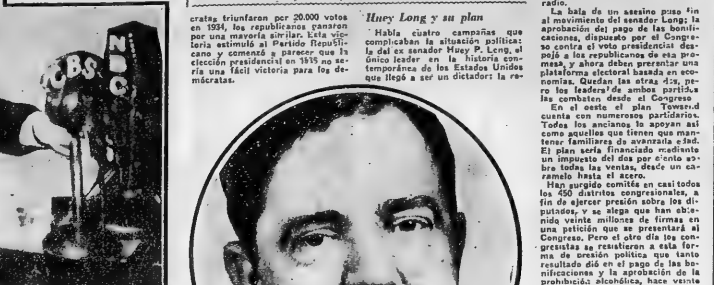 CBS
NBC
cratas triunfaron por 20.000 votos
en 1934, los republicanos ganaron
por una mayoría similar. Esta vic-
toria estimuló al Partido Republi-
cano y comenzó a parecer que la
elección presidencial en 1935 no se-
ría una fácil victoria para los de-
mócratas.
Huey Long y su plan
Había cuatro campañas que
complicaban la situación política:
la del ex senador Huey P. Long, el
único leader en la historia con-
temporánea de los Estados Unidos
que llegó a ser un dictador: la re-
radio.
La bala de un asesino puso fin
al movimiento del senador Long; la
aprobación del pago de las bonifi-
caciones, dispuesto por el Congre-
so contra el voto presidencial des-
pojó a los republicanos de esa pro-
mesa, y ahora deben presentar una
plataforma electoral basada en eco-
nomías. Quedan las otras dos, pe-
ro los leaders de ambos partidos
las combaten desde el Congreso
En el oeste el plan Townsend
cuenta con numerosos partidarios.
Todos los ancianos lo apoyan así
como aquellos que tienen que man-
tener familiares de avanzada edad.
El plan sería financiado mediante
un impuesto del dos por ciento so-
bre todas las ventas, desde un ca-
ramelo hasta el acero.
Han surgido comités en casi todos
los 450 distritos congresionales, a
fin de ejercer presión sobre los di-
putados, y se alega que han obte-
nido veinte millones de firmas en
una petición que se presentará al
Congreso. Pero el otro día los con-
gresistas se resistieron a esta for-
ma de presión política que tanto
resultado dió en el pago de las bo-
nificaciones y la aprobación de la
prohibición alcohólica, hace veinte